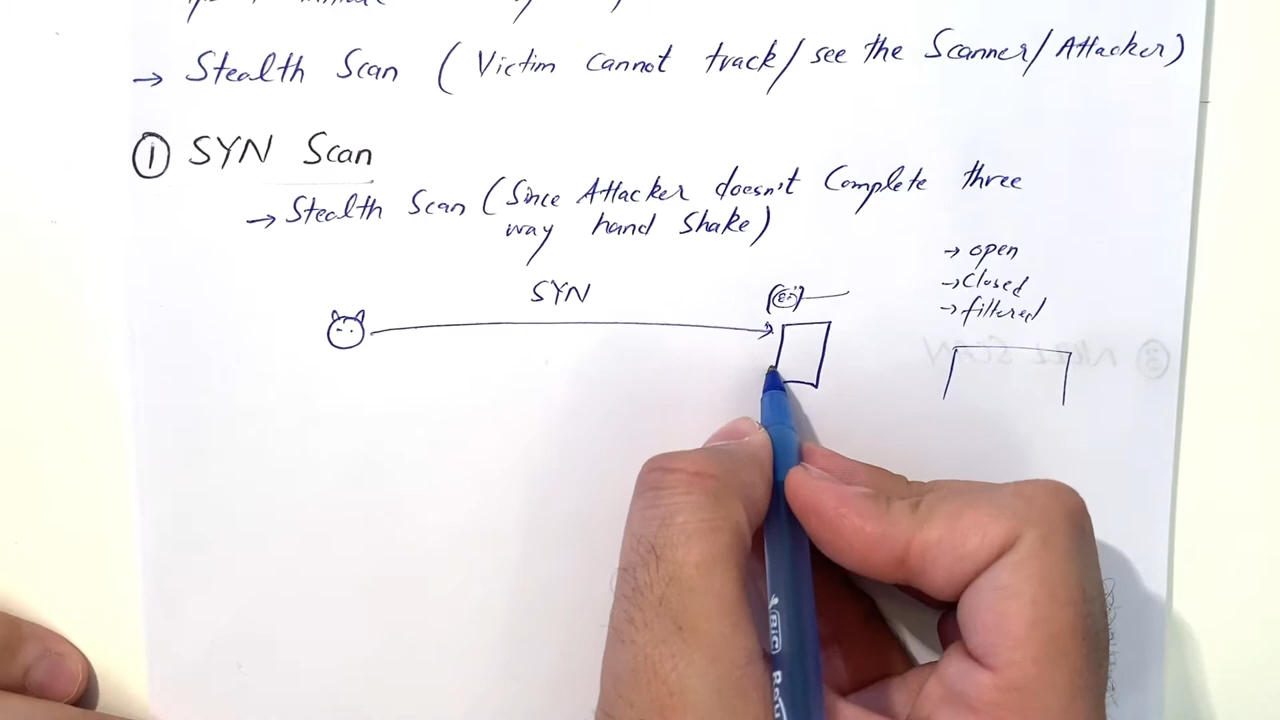 → Stealth Scan ( Victim cannot track/see the Scanner/Attacker)
① SYN Scan
→ Stealth Scan (Since Attacker doesn't Complete three
way hand Shake)
→ open
→ Closed
→ filtered
SYN
BiC